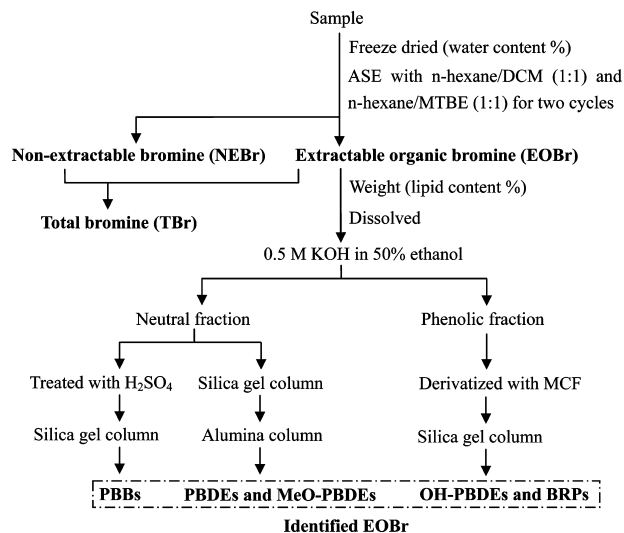 Sample
Freeze dried (water content %)
ASE with n-hexane/DCM (1:1) and
n-hexane/MTBE (1:1) for two cycles
Non-extractable bromine (NEBr)
Extractable organic bromine (EOBr)
Weight (lipid content %)
Total bromine (TBr)
Dissolved
0.5 M KOH in 50% ethanol
Neutral fraction
Phenolic fraction
Treated with H₂SO₄
Silica gel column
Derivatized with MCF
Silica gel column
Alumina column
Silica gel column
PBBs
PBDEs and MeO-PBDEs
OH-PBDEs and BRPs
Identified EOBr